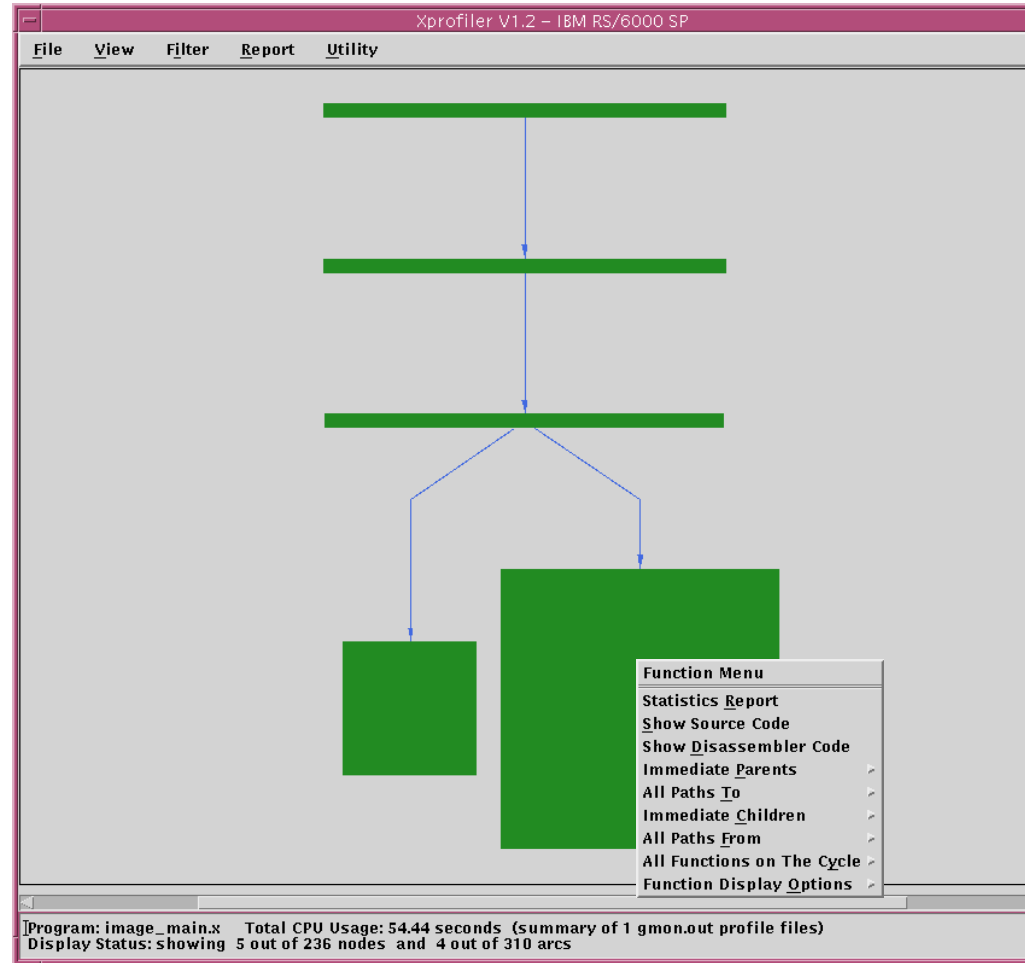 Xprofiler V1.2 – IBM RS/6000 SP
File View Filter Report Utility
Function Menu
Statistics Report
Show Source Code
Show Disassembler Code
Immediate Parents
All Paths To
Immediate Children
All Paths From
All Functions on The Cycle
Function Display Options
Program: image_main.x Total CPU Usage: 54.44 seconds (summary of 1 gmon.out profile files)
Display Status: showing 5 out of 236 nodes and 4 out of 310 arcs